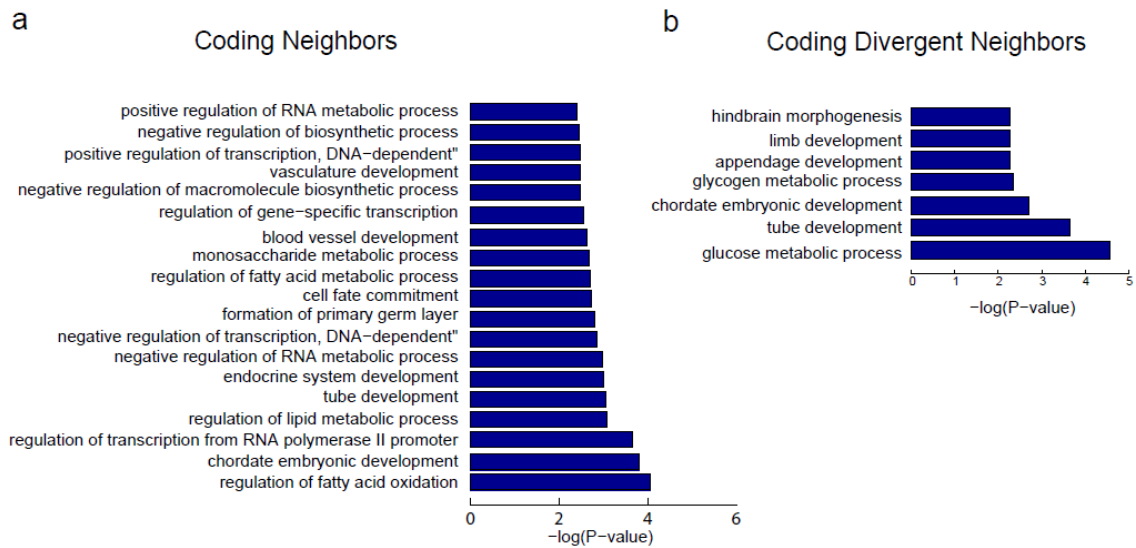 a
Coding Neighbors
positive regulation of RNA metabolic process
negative regulation of biosynthetic process
positive regulation of transcription, DNA−dependent"
vasculature development
negative regulation of macromolecule biosynthetic process
regulation of gene−specific transcription
blood vessel development
monosaccharide metabolic process
regulation of fatty acid metabolic process
cell fate commitment
formation of primary germ layer
negative regulation of transcription, DNA−dependent"
negative regulation of RNA metabolic process
endocrine system development
tube development
regulation of lipid metabolic process
regulation of transcription from RNA polymerase II promoter
chordate embryonic development
regulation of fatty acid oxidation
0 2 4 6
−log(P−value)
b
Coding Divergent Neighbors
hindbrain morphogenesis
limb development
appendage development
glycogen metabolic process
chordate embryonic development
tube development
glucose metabolic process
0 1 2 3 4 5
−log(P−value)